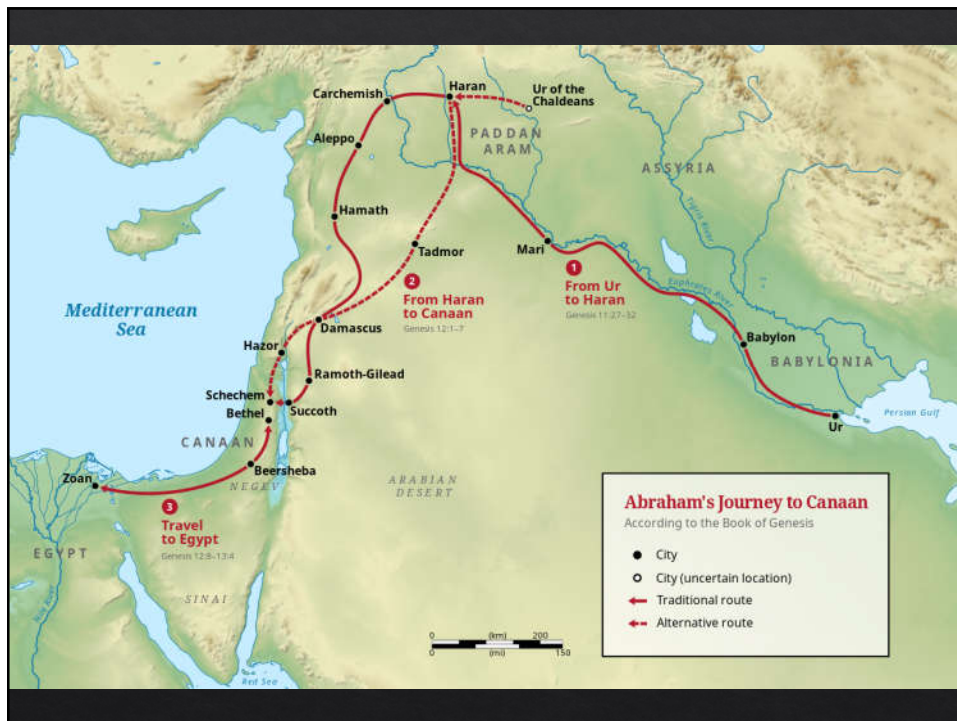 Carchemish
Haran
Ur of the
Chaldeans
PADDAN
ARAM
Aleppo
ASSYRIA
Hamath
Tigris River
Tadmor
Mari
1
From Ur
to Haran
Genesis 11:27–32
2
From Haran
to Canaan
Genesis 12:1–7
Euphrates River
Mediterranean
Sea
Damascus
Hazor
Babylon
BABYLONIA
Ramoth-Gilead
Schechem
Succoth
Bethel
Persian Gulf
Ur
CANAAN
Beersheba
Zoan
NEGEV
ARABIAN
DESERT
3
Travel
to Egypt
Genesis 12:8–13:4
EGYPT
Nile River
SINAI
Red Sea
0 (km) 200
0 (mi) 150
Abraham's Journey to Canaan
According to the Book of Genesis
City
City (uncertain location)
Traditional route
Alternative route